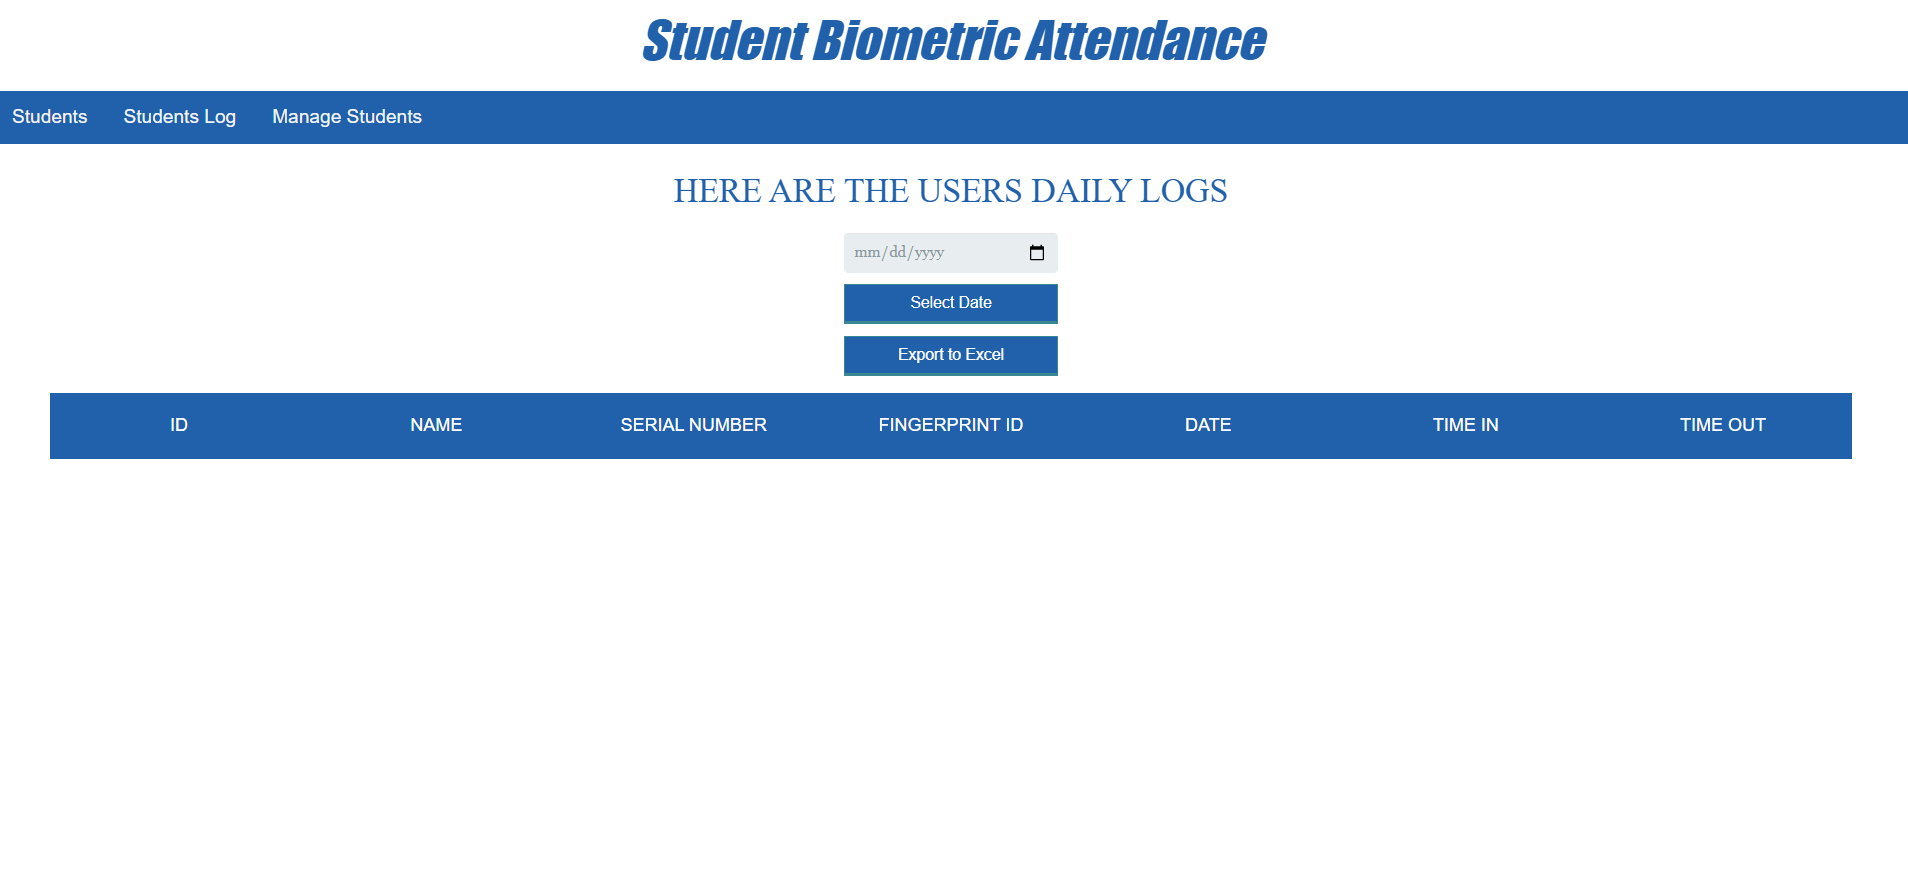 Student Biometric Attendance
Students Students Log Manage Students
HERE ARE THE USERS DAILY LOGS
mm/dd/yyyy
Select Date
Export to Excel
ID NAME SERIAL NUMBER FINGERPRINT ID DATE TIME IN TIME OUT